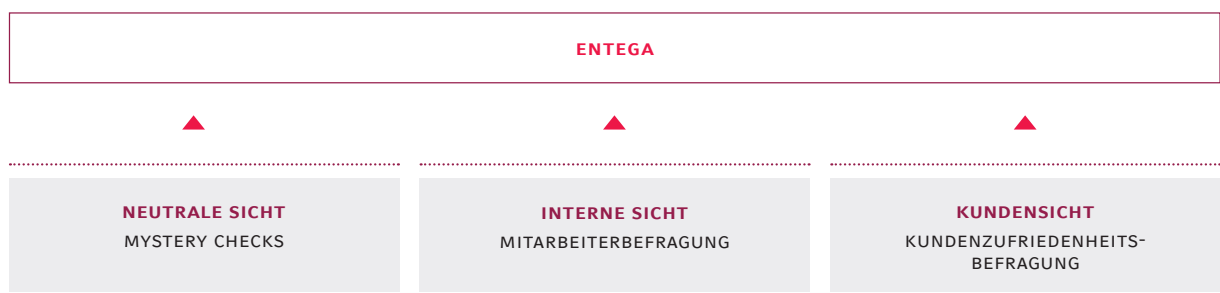 ENTEGA
NEUTRALE SICHT
MYSTERY CHECKS
INTERNE SICHT
MITARBEITERBEFRAGUNG
KUNDENSICHT
KUNDENZUFRIEDENHEITS-
BEFRAGUNG